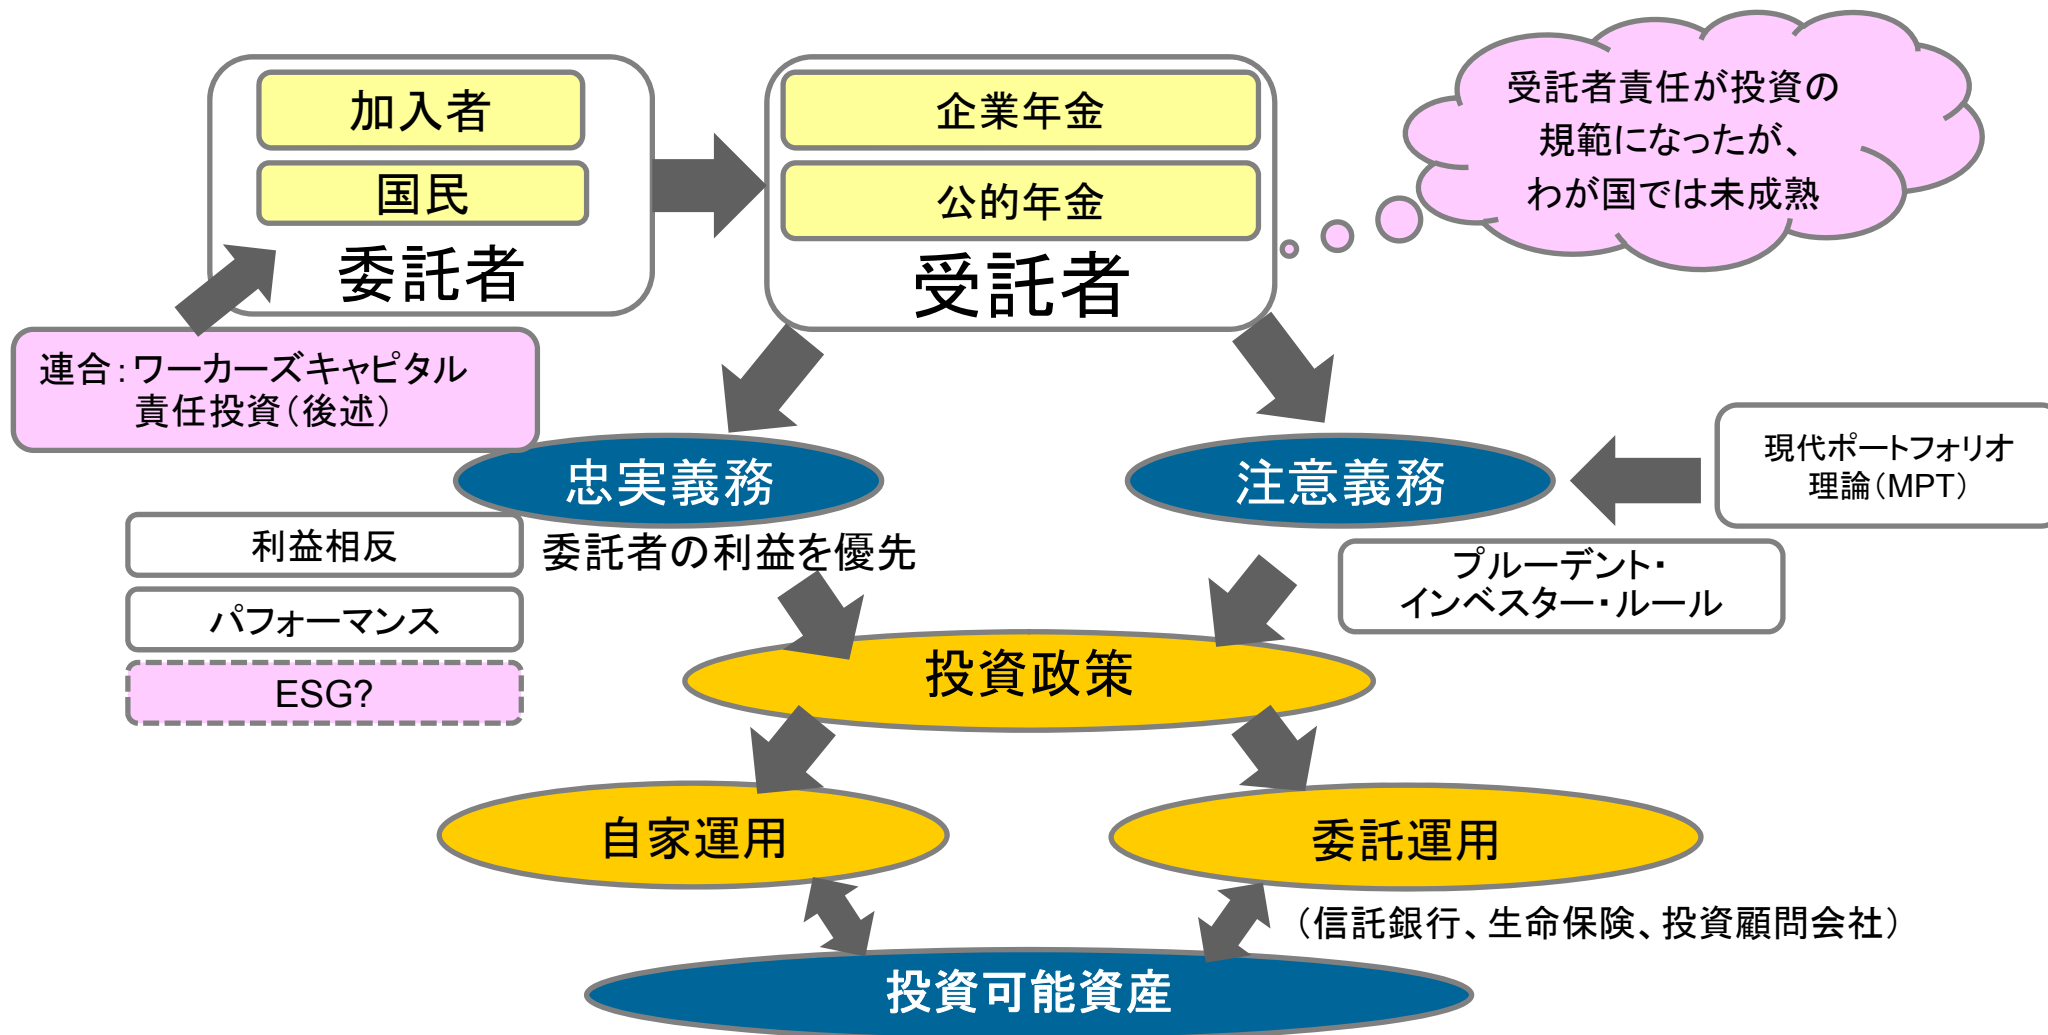 加入者
国民
委託者
企業年金
公的年金
受託者
受託者責任が投資の
規範になったが、
わが国では未成熟
連合：ワーカーズキャピタル
責任投資（後述）
忠実義務
注意義務
現代ポートフォリオ
理論（MPT）
利益相反
委託者の利益を優先
プルーデント・
インベスター・ルール
パフォーマンス
ESG?
投資政策
自家運用
委託運用
（信託銀行、生命保険、投資顧問会社）
投資可能資産